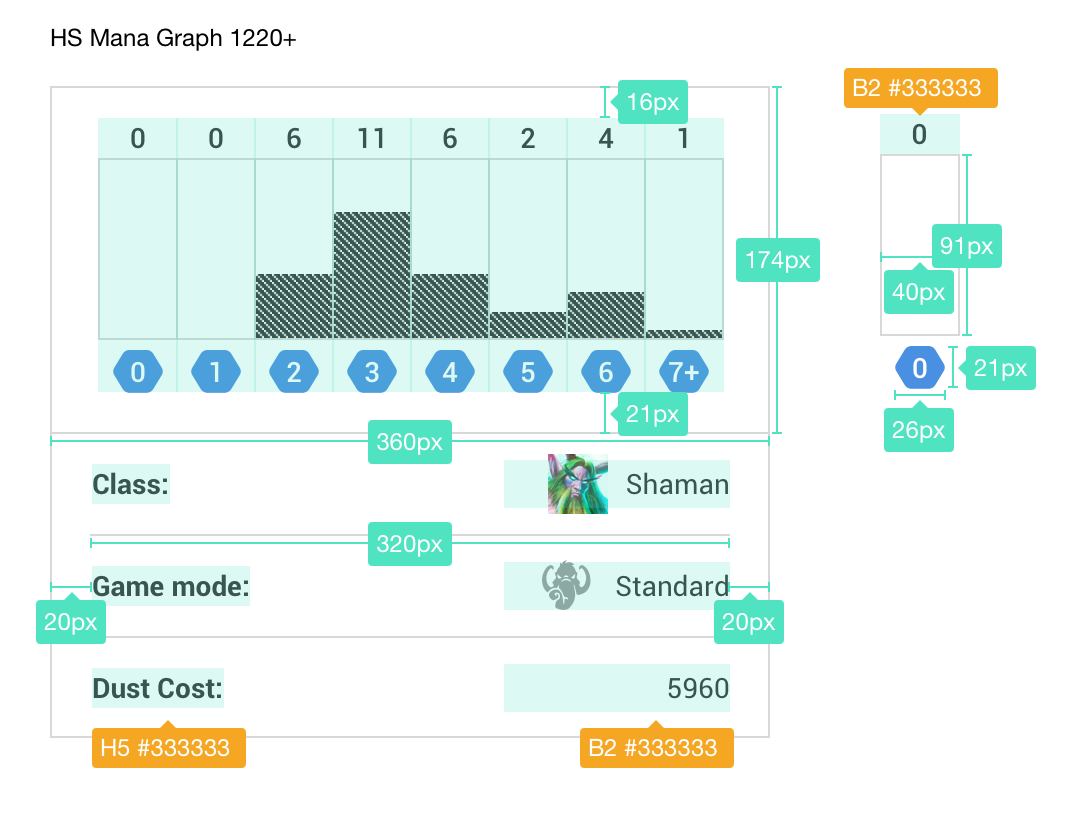 HS Mana Graph 1220+
B2 #333333
16px
0 0 6 11 6 2 4 1
0
174px
91px
40px
0 1 2 3 4 5 6 7+
0
21px
21px
26px
360px
Class: Shaman
320px
Game mode: Standard
20px
20px
Dust Cost: 5960
H5 #333333
B2 #333333